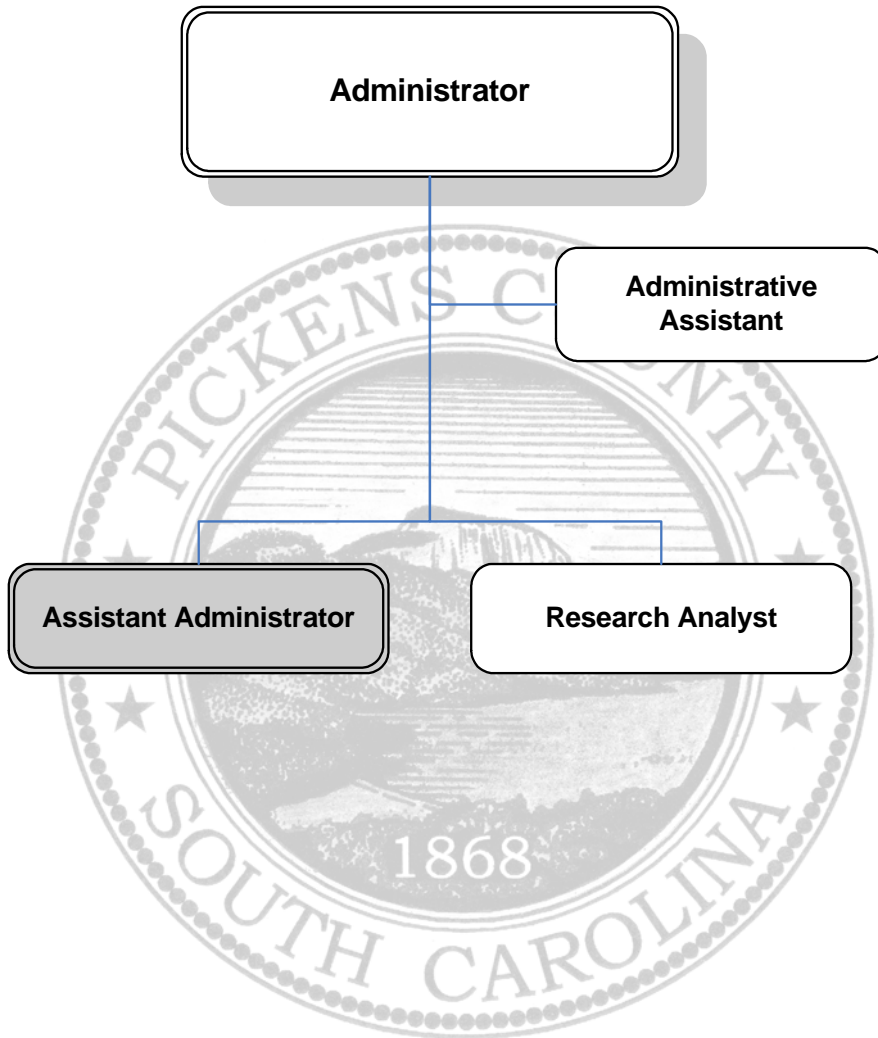 Administrator
PICKENS COUNTY
Administrative
Assistant
Assistant Administrator
Research Analyst
1868
SOUTH CAROLINA